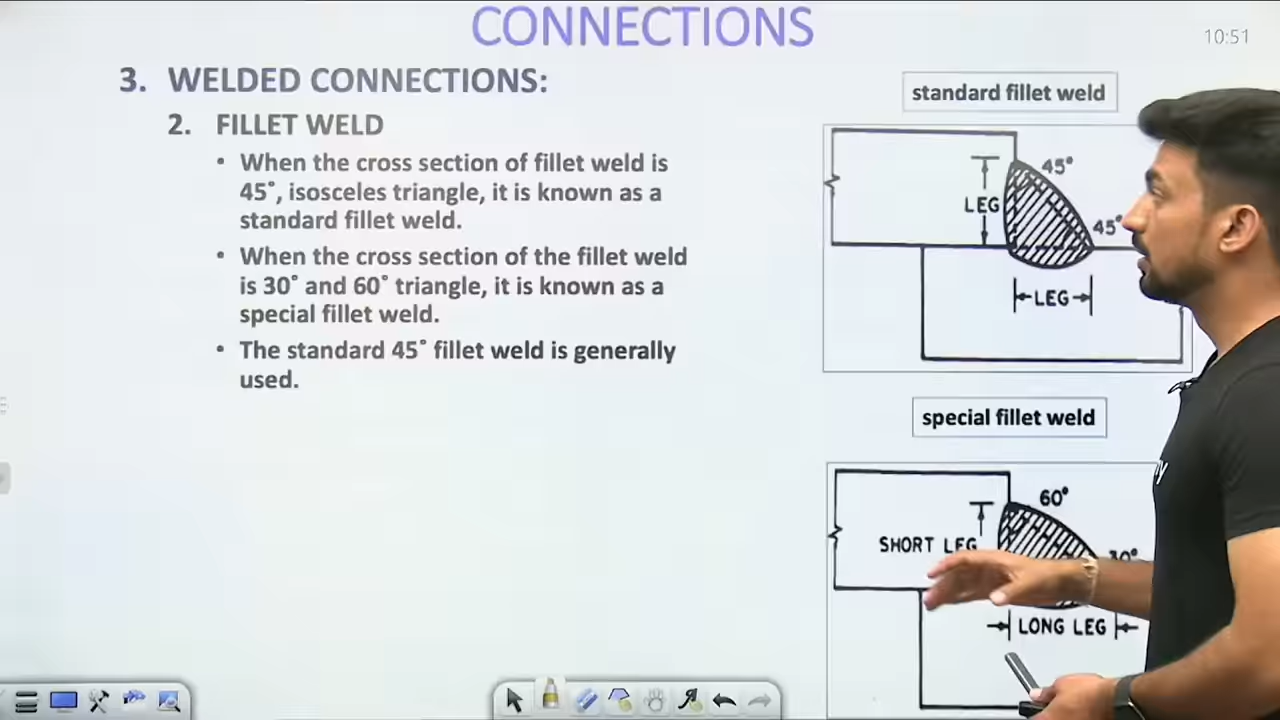 CONNECTIONS
10:51
3. WELDED CONNECTIONS:
2. FILLET WELD
• When the cross section of fillet weld is
45°, isosceles triangle, it is known as a
standard fillet weld.
• When the cross section of the fillet weld
is 30° and 60° triangle, it is known as a
special fillet weld.
• The standard 45° fillet weld is generally
used.
standard fillet weld
45°
LEG
45°
LEG
special fillet weld
60°
SHORT LEG
30°
LONG LEG